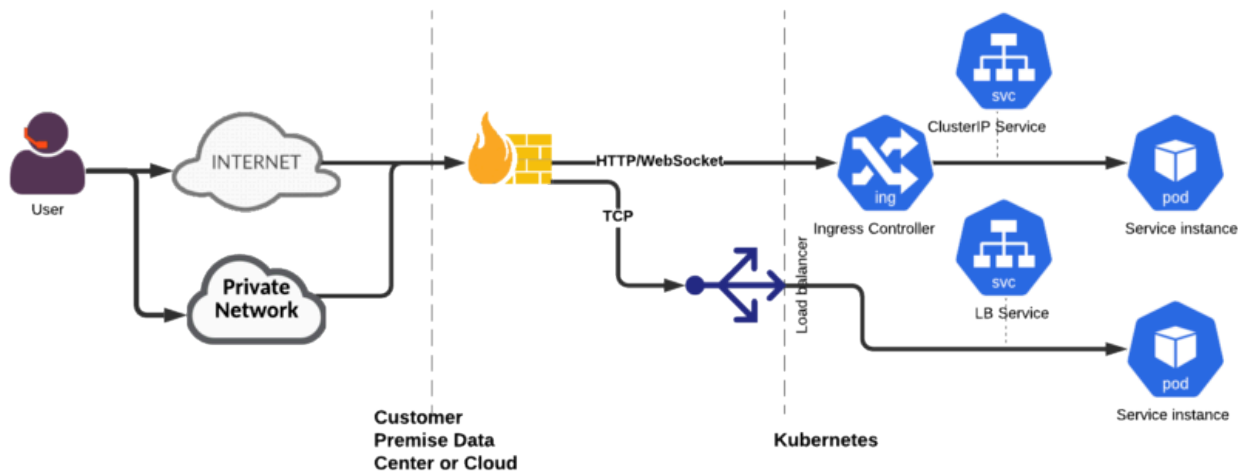 User
INTERNET
Private
Network
Customer
Premise Data
Center or Cloud
HTTP/WebSocket
TCP
Load balancer
Kubernetes
ing
Ingress Controller
svc
ClusterIP Service
pod
Service instance
svc
LB Service
pod
Service instance